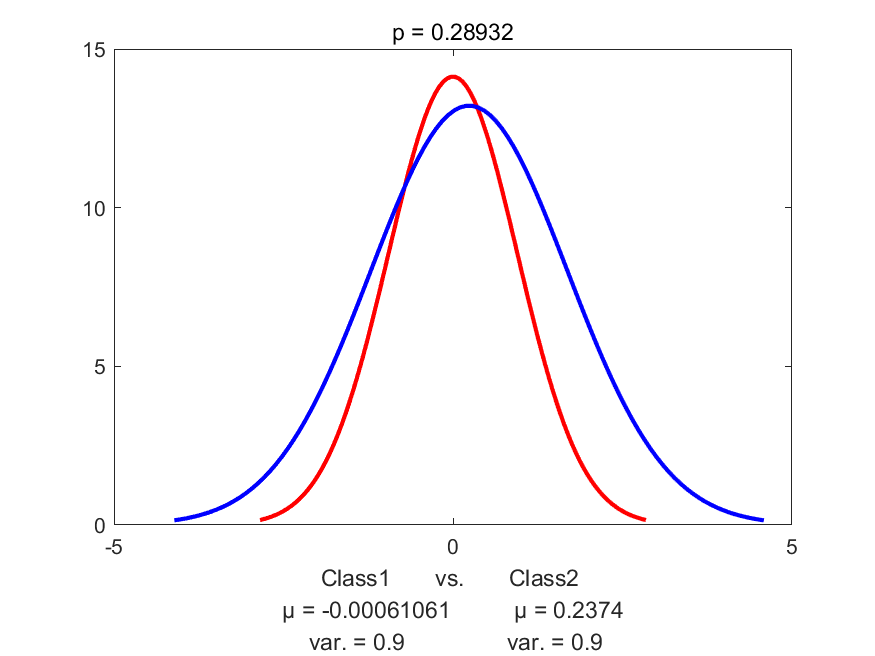 p = 0.28932
15
10
5
0
-5 0 5
Class1 vs. Class2
μ = -0.00061061 μ = 0.2374
var. = 0.9 var. = 0.9